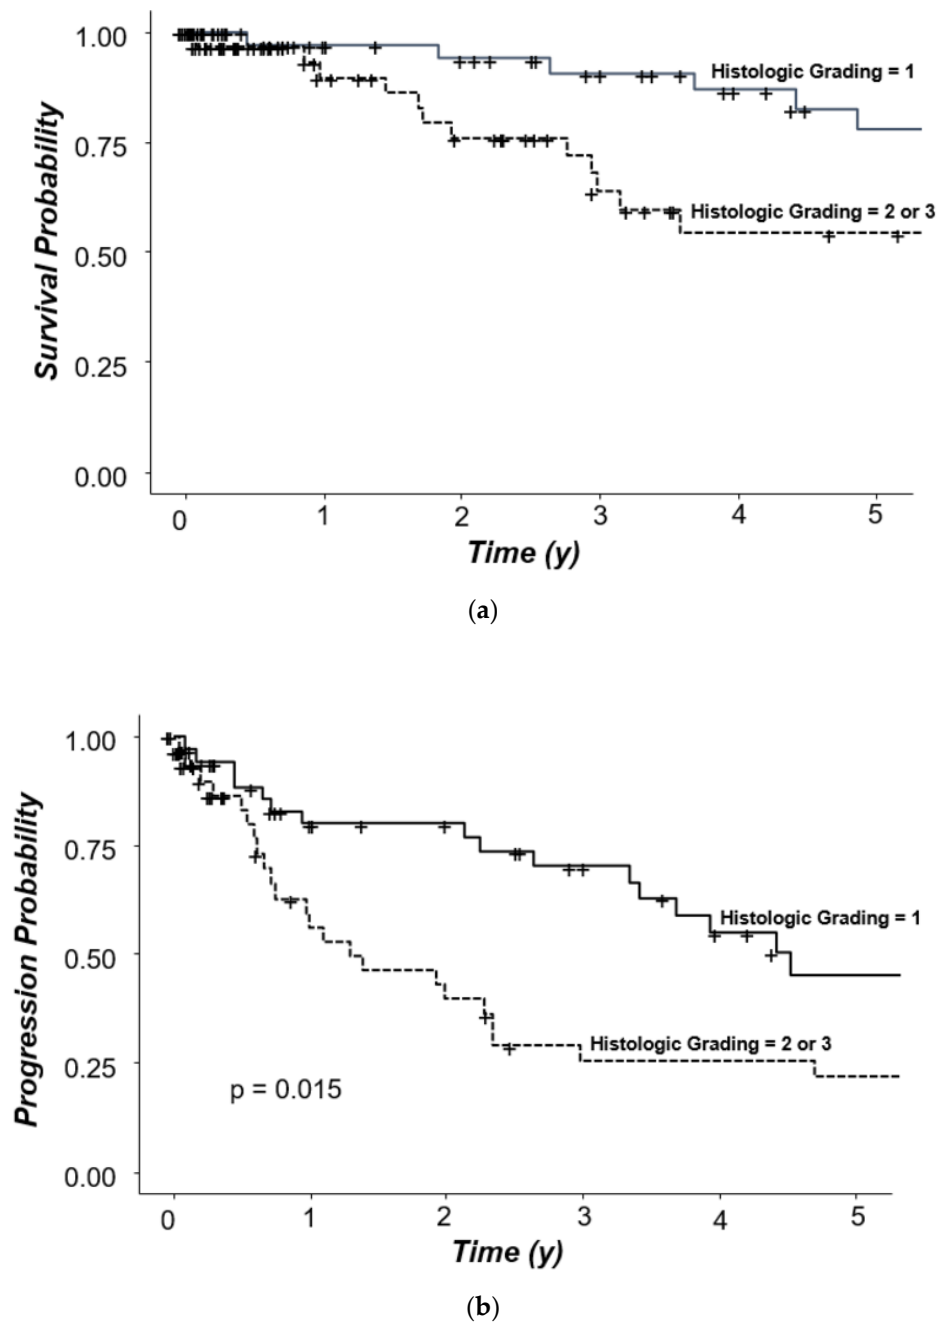 1.00
0.75
0.50
0.25
0.00
Survival Probability
Histologic Grading = 1
Histologic Grading = 2 or 3
0 1 2 3 4 5
Time (y)
(a)
1.00
0.75
0.50
0.25
0.00
Progression Probability
Histologic Grading = 1
Histologic Grading = 2 or 3
p = 0.015
0 1 2 3 4 5
Time (y)
(b)